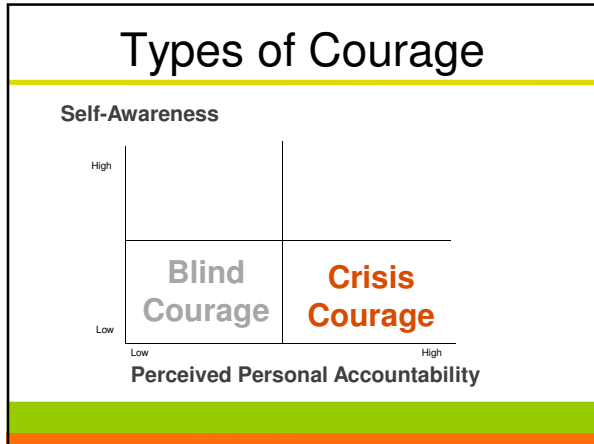 Types of Courage
Self-Awareness
High
Blind
Courage
Crisis
Courage
Low
Low
High
Perceived Personal Accountability